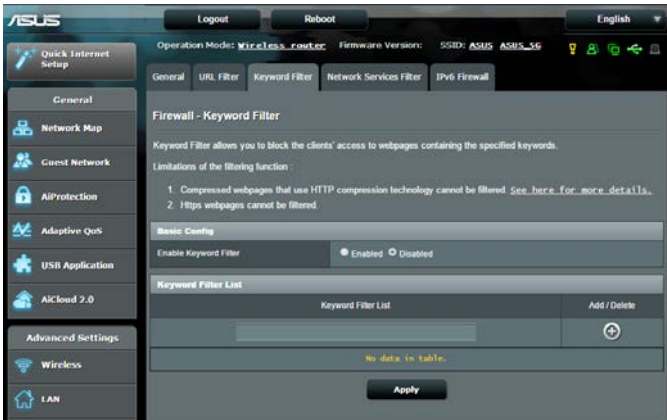 ASUS
Logout
Reboot
English
Quick Internet
Setup
General
Network Map
Guest Network
AiProtection
Adaptive QoS
USB Application
AiCloud 2.0
Advanced Settings
Wireless
LAN
Operation Mode: Wireless router Firmware Version: SSID: ASUS ASUS_5G
General URL Filter Keyword Filter Network Services Filter IPv6 Firewall
Firewall - Keyword Filter
Keyword Filter allows you to block the clients' access to webpages containing the specified keywords.
Limitations of the filtering function :
1. Compressed webpages that use HTTP compression technology cannot be filtered. See here for more details.
2. Https webpages cannot be filtered.
Basic Config
Enable Keyword Filter Enabled Disabled
Keyword Filter List
Keyword Filter List Add / Delete
No data in table.
Apply